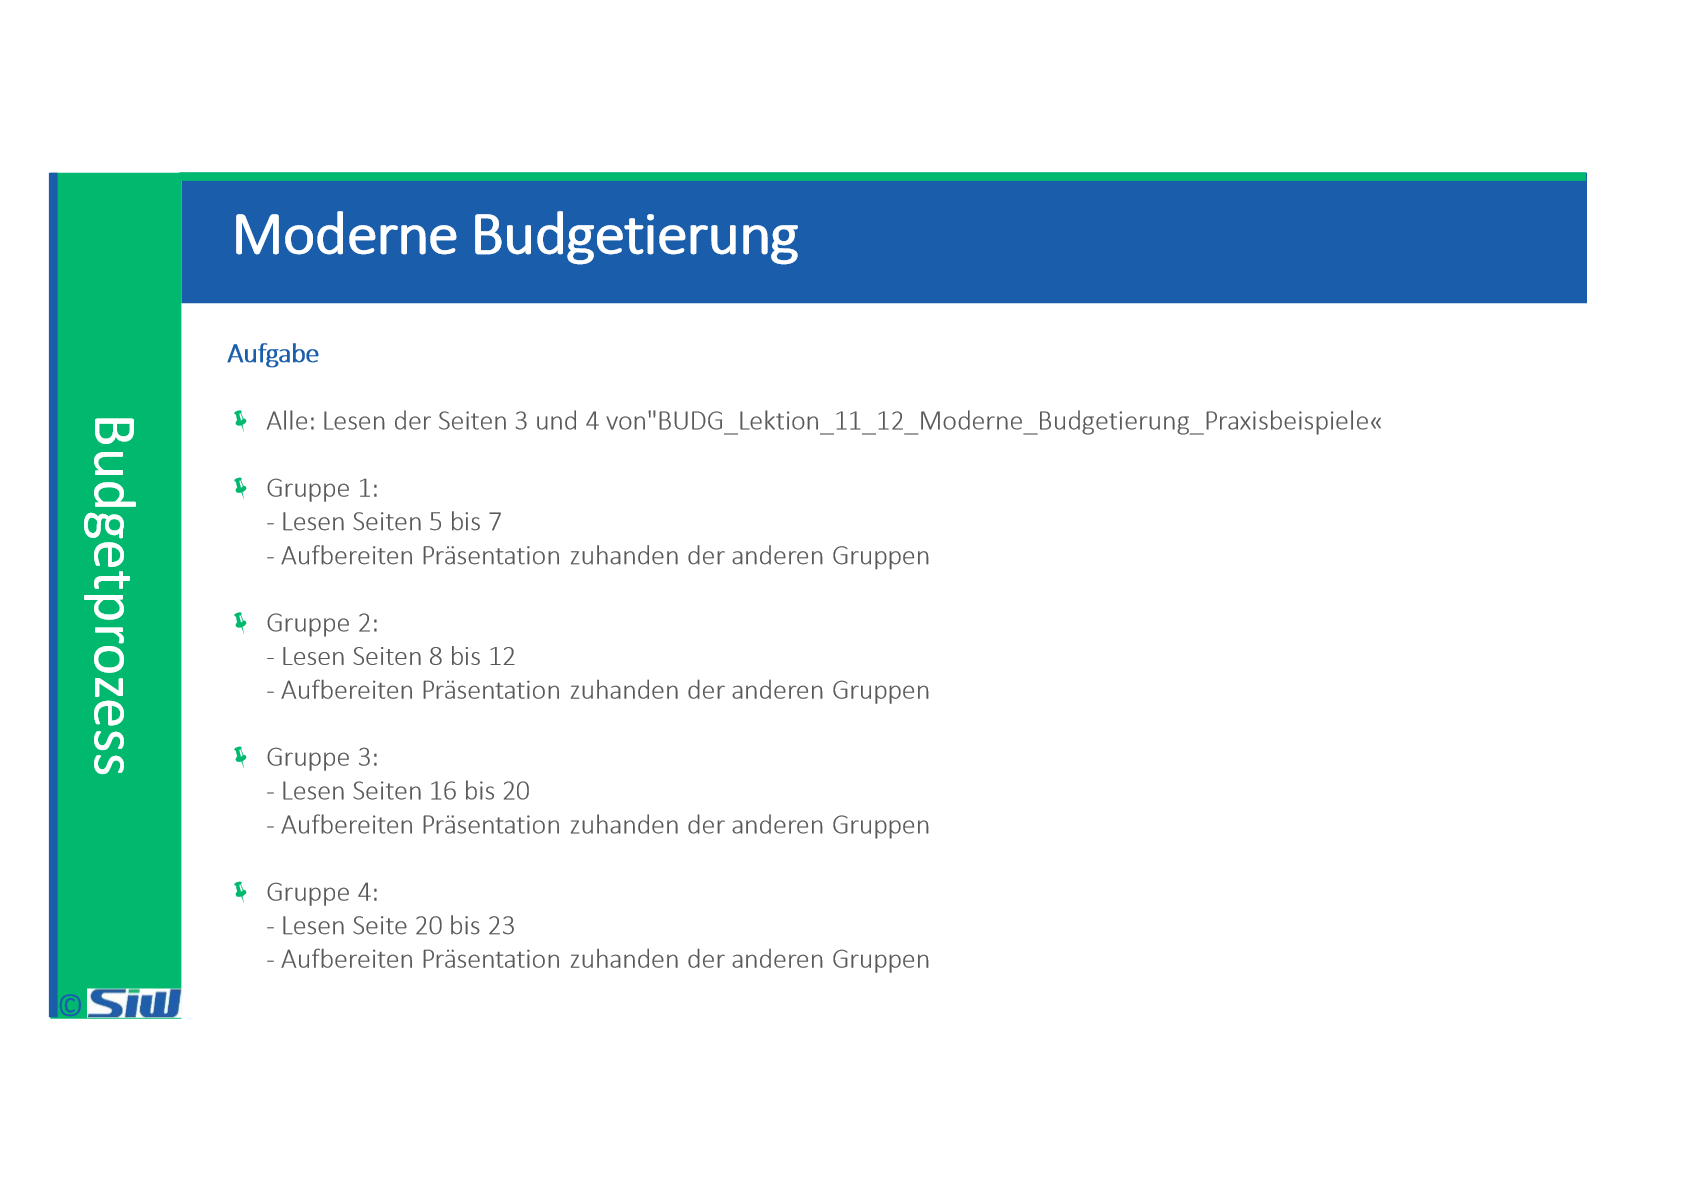 Moderne Budgetierung
Budgetprozess
Aufgabe
Alle: Lesen der Seiten 3 und 4 von"BUDG_Lektion_11_12_Moderne_Budgetierung_Praxisbeispiele«
Gruppe 1:
- Lesen Seiten 5 bis 7
- Aufbereiten Präsentation zuhanden der anderen Gruppen
Gruppe 2:
- Lesen Seiten 8 bis 12
- Aufbereiten Präsentation zuhanden der anderen Gruppen
Gruppe 3:
- Lesen Seiten 16 bis 20
- Aufbereiten Präsentation zuhanden der anderen Gruppen
Gruppe 4:
- Lesen Seite 20 bis 23
- Aufbereiten Präsentation zuhanden der anderen Gruppen
© SiW